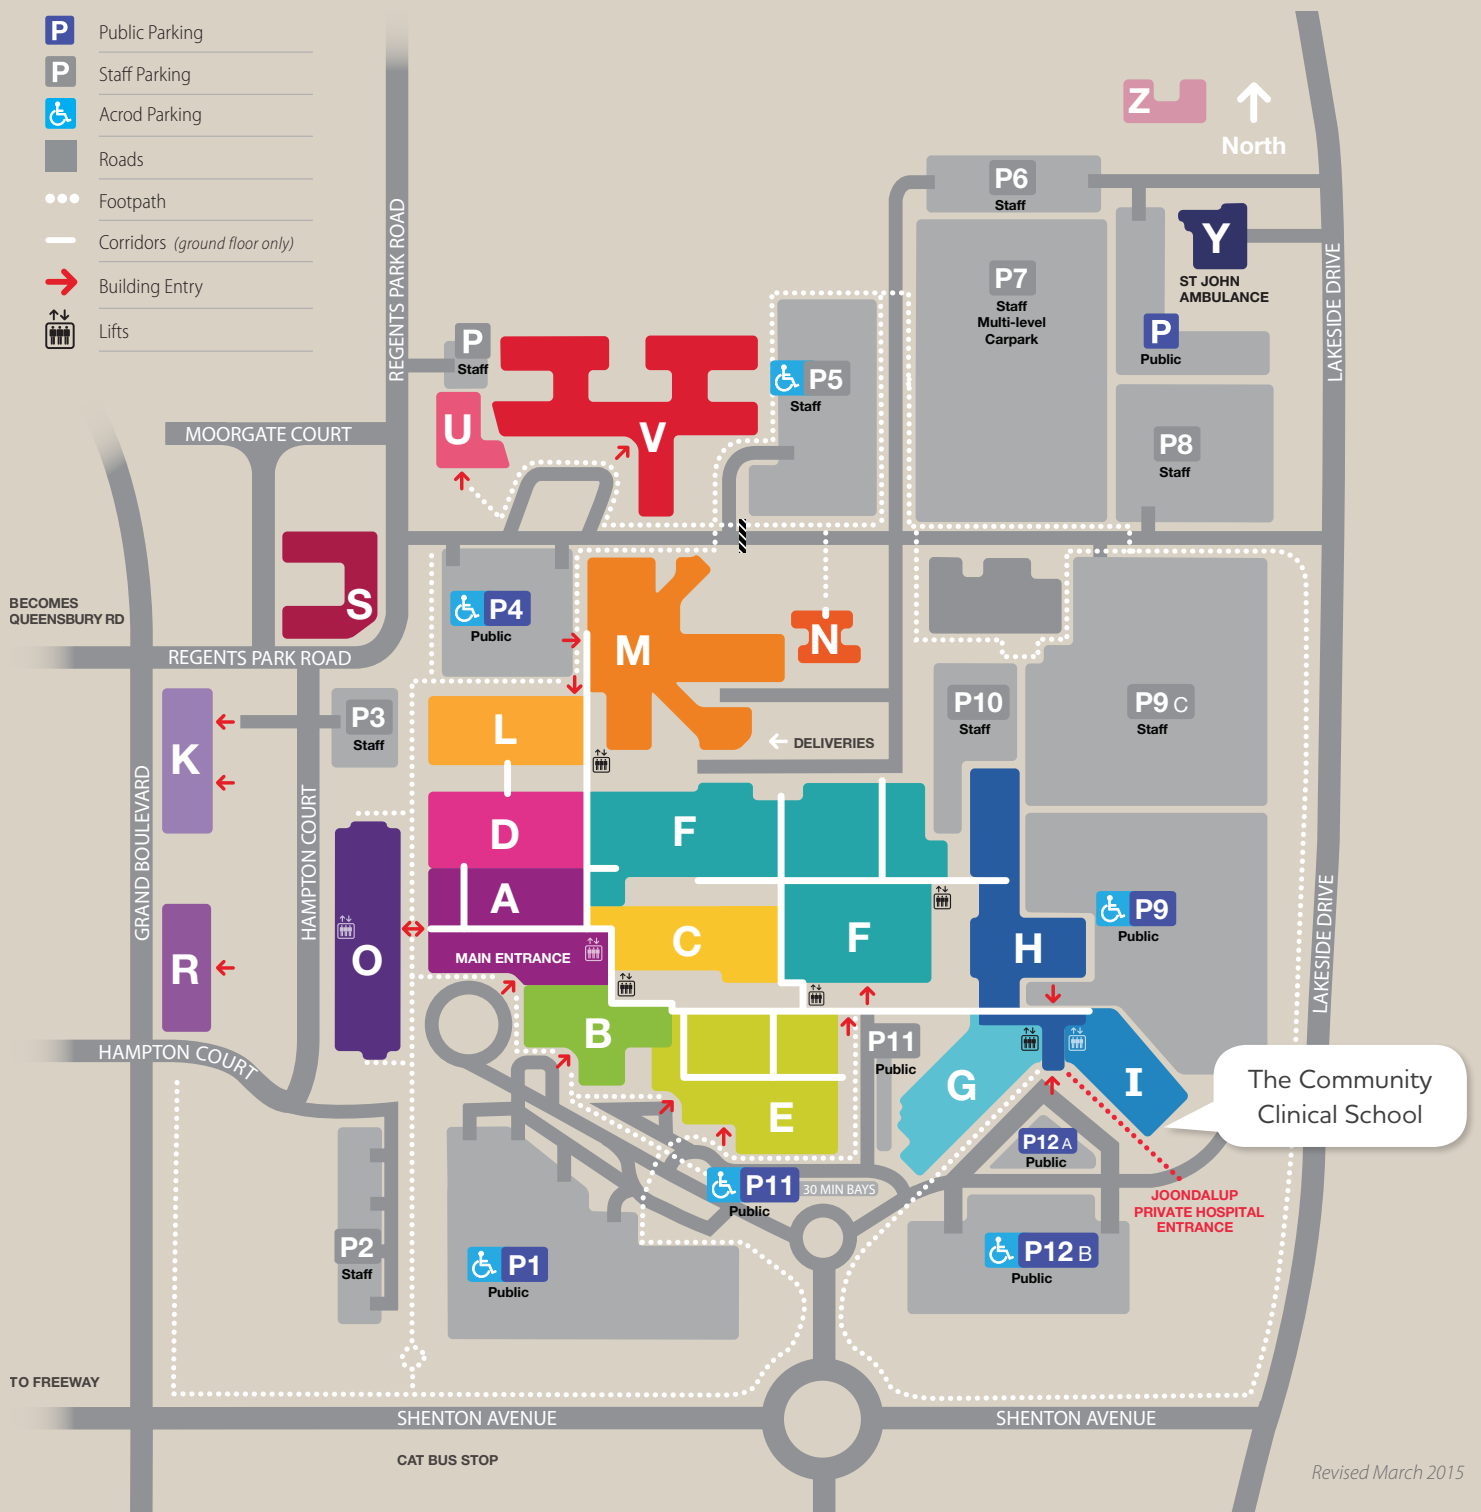 P Public Parking
P Staff Parking
Acrod Parking
Roads
Footpath
Corridors (ground floor only)
Building Entry
Lifts
REGENTS PARK ROAD
Z
North
P6
Staff
Y
ST JOHN
AMBULANCE
LAKESIDE DRIVE
P7
Staff
Multi-level
Carpark
P
Public
P
Staff
P5
Staff
U
V
MOORGATE COURT
P8
Staff
S
BECOMES
QUEENSBURY RD
REGENTS PARK ROAD
P4
Public
M
N
K
P3
Staff
L
DELIVERIES
P10
Staff
P9 C
Staff
GRAND BOULEVARD
HAMPTON COURT
D
F
A
O
R
MAIN ENTRANCE
C
F
H
P9
Public
LAKESIDE DRIVE
HAMPTON COURT
B
P11
Public
G
I
The Community
Clinical School
E
P12 A
Public
P11
Public
30 MIN BAYS
JOONDALUP
PRIVATE HOSPITAL
ENTRANCE
P2
Staff
P1
Public
P12 B
Public
TO FREEWAY
SHENTON AVENUE
SHENTON AVENUE
CAT BUS STOP
Revised March 2015